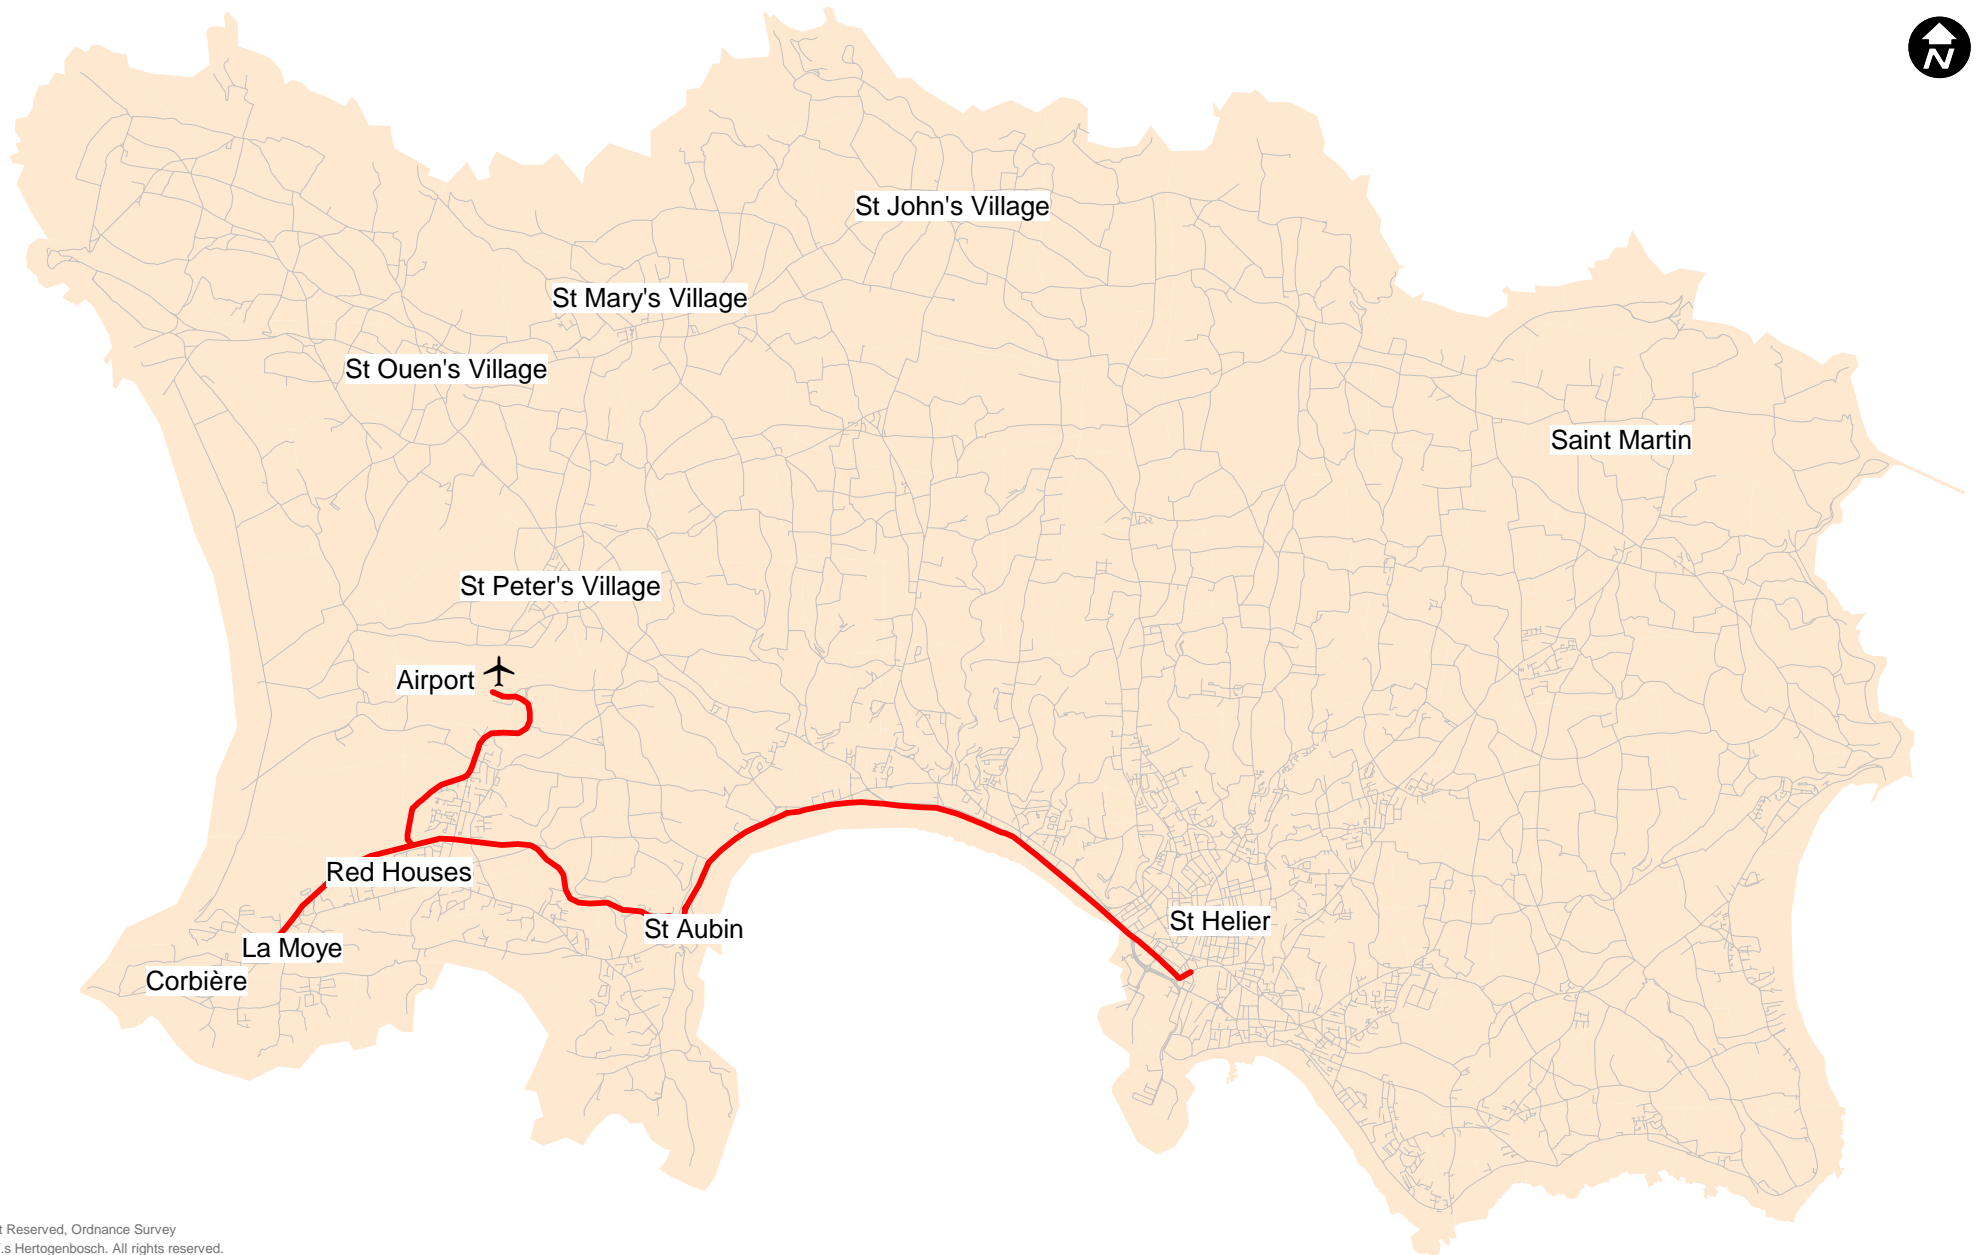 N
St John's Village
St Mary's Village
St Ouen's Village
Saint Martin
St Peter's Village
Airport
Red Houses
St Helier
St Aubin
La Moye
Corbière
t Reserved, Ordnance Survey
.s Hertogenbosch. All rights reserved.